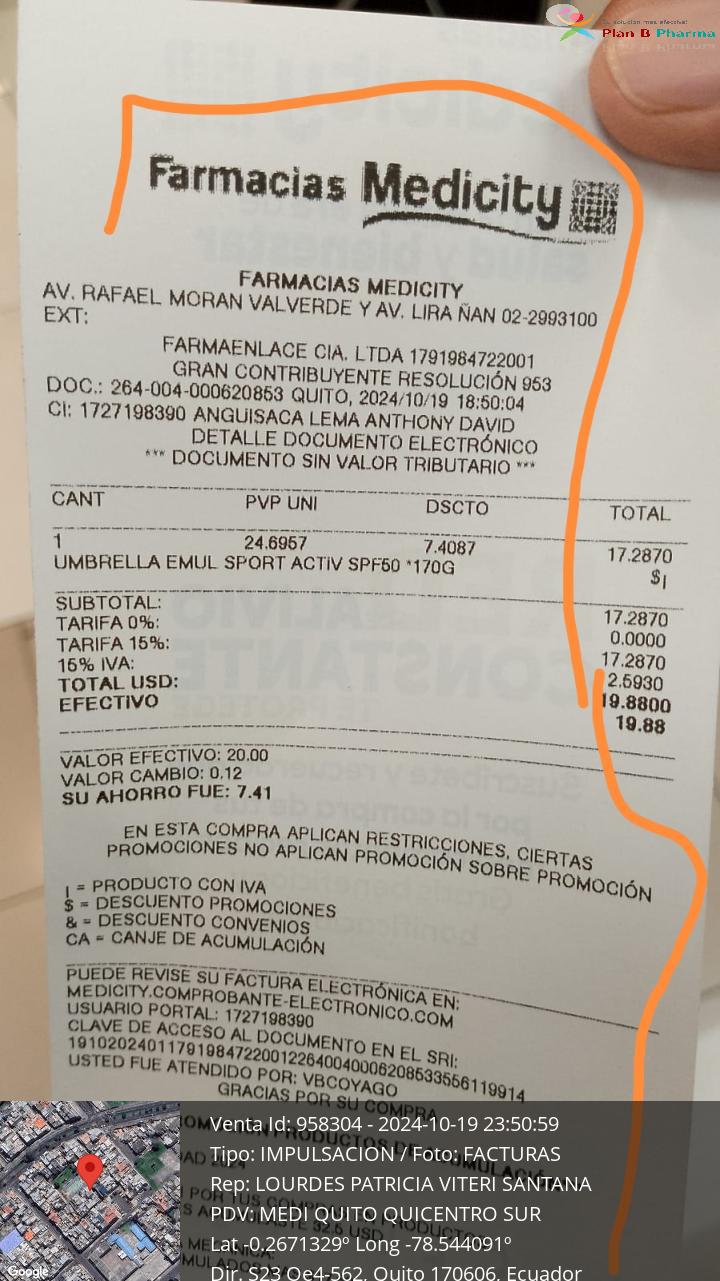 Tu solución más efectiva!
Plan B Pharma
Farmacias Medicity
FARMACIAS MEDICITY
AV. RAFAEL MORAN VALVERDE Y AV. LIRA ÑAN 02-2993100
EXT:
FARMAENLACE CIA. LTDA 1791984722001
GRAN CONTRIBUYENTE RESOLUCIÓN 953
DOC.: 264-004-000620853 QUITO, 2024/10/19 18:50:04
CI: 1727198390 ANGUISACA LEMA ANTHONY DAVID
DETALLE DOCUMENTO ELECTRÓNICO
*** DOCUMENTO SIN VALOR TRIBUTARIO ***
CANT PVP UNI DSCTO TOTAL
1 24.6957 7.4087 17.2870
UMBRELLA EMUL SPORT ACTIV SPF50 *170G $|
SUBTOTAL: 17.2870
TARIFA 0%: 0.0000
TARIFA 15%: 17.2870
15% IVA: 2.5930
TOTAL USD: 19.8800
EFECTIVO 19.88
VALOR EFECTIVO: 20.00
VALOR CAMBIO: 0.12
SU AHORRO FUE: 7.41
EN ESTA COMPRA APLICAN RESTRICCIONES, CIERTAS
PROMOCIONES NO APLICAN PROMOCIÓN SOBRE PROMOCIÓN
| = PRODUCTO CON IVA
$ = DESCUENTO PROMOCIONES
& = DESCUENTO CONVENIOS
CA = CANJE DE ACUMULACIÓN
PUEDE REVISE SU FACTURA ELECTRÓNICA EN:
MEDICITY.COMPROBANTE-ELECTRONICO.COM
USUARIO PORTAL: 1727198390
CLAVE DE ACCESO AL DOCUMENTO EN EL SRI:
1910202401179198472200122640040006208533556119914
USTED FUE ATENDIDO POR: VBCOYAGO
GRACIAS POR SU COMPRA
Venta Id: 958304 - 2024-10-19 23:50:59
Tipo: IMPULSACION / Foto: FACTURAS
Rep: LOURDES PATRICIA VITERI SANTANA
PDV: MEDI QUITO QUICENTRO SUR
Lat -0.2671329º Long -78.544091º
Dir. S23 Oe4-562, Quito 170606, Ecuador
Google